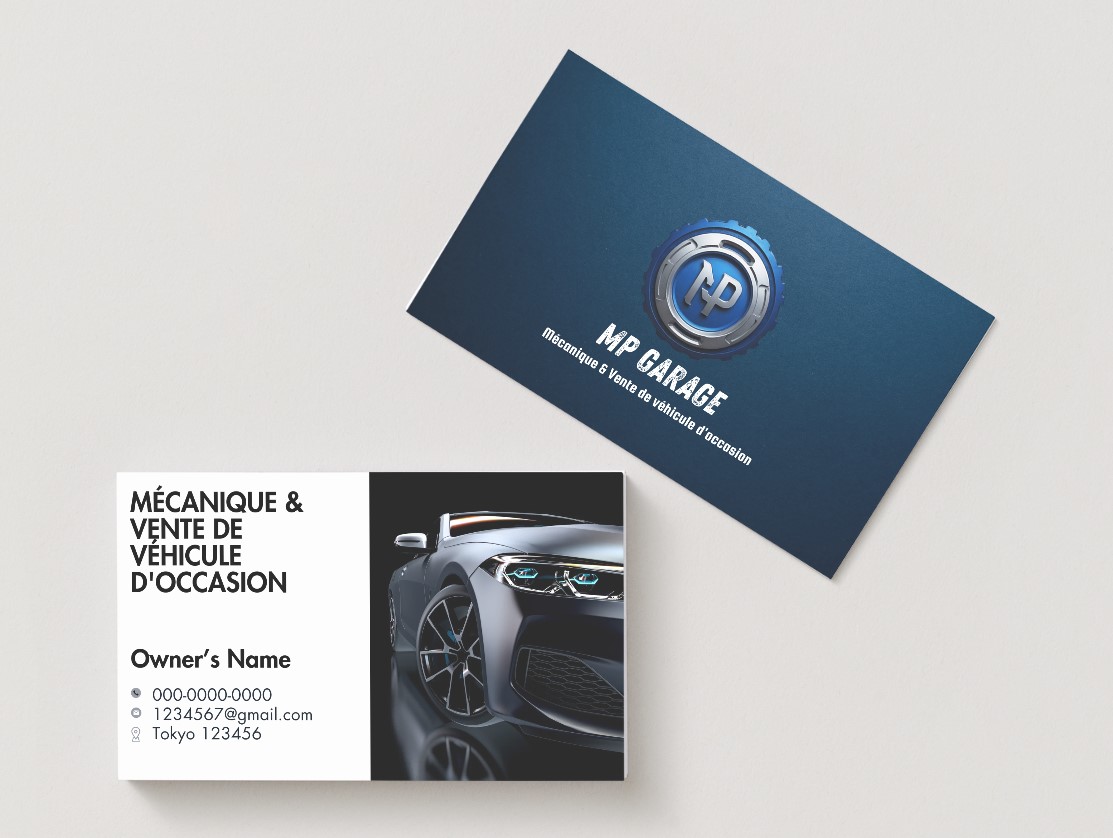 MP
MP GARAGE
Mécanique & Vente de véhicule d'occasion
MÉCANIQUE &
VENTE DE
VÉHICULE
D'OCCASION
Owner's Name
000-0000-0000
1234567@gmail.com
Tokyo 123456